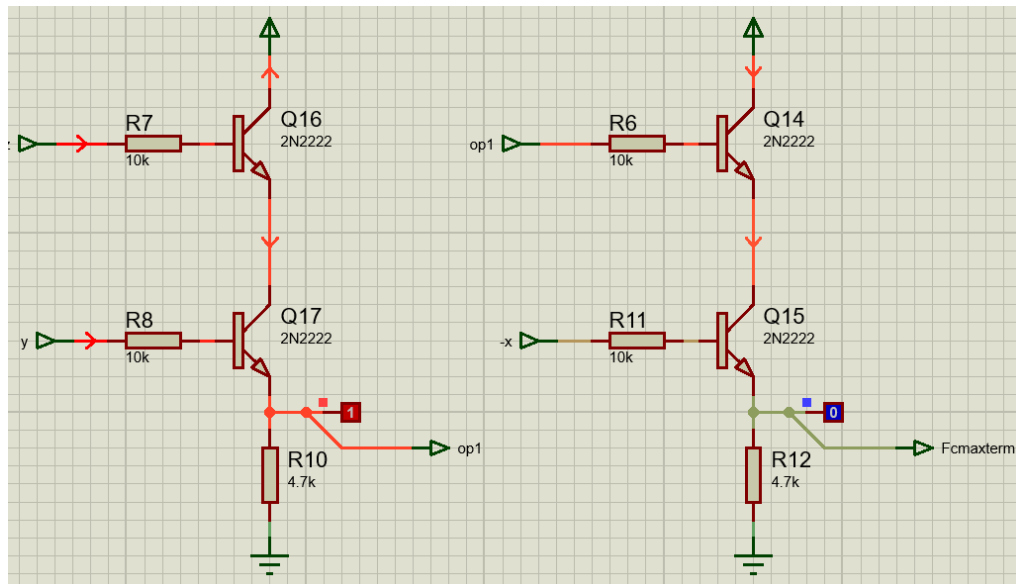 R7
10k
Q16
2N2222
R8
10k
y
Q17
2N2222
1
op1
R10
4.7k
op1
R6
10k
Q14
2N2222
-x
R11
10k
Q15
2N2222
0
Fcmaxterm
R12
4.7k